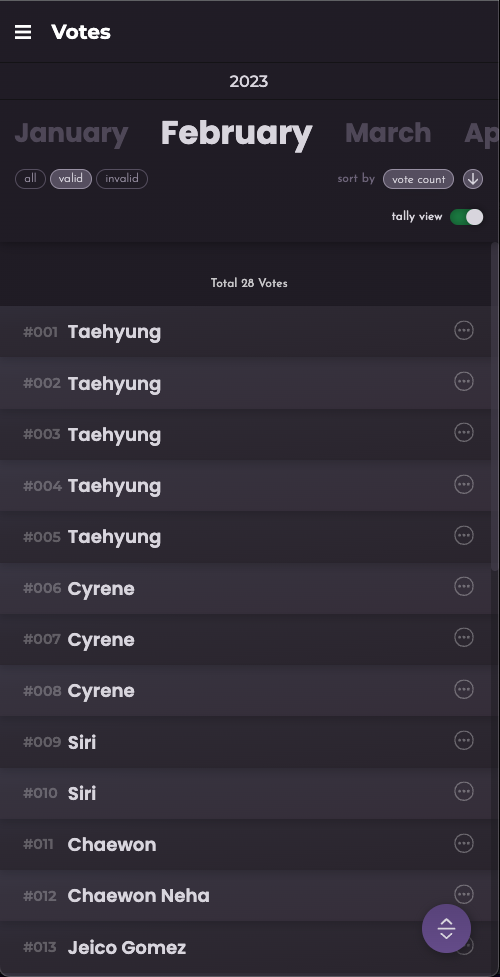 Votes
2023
January February March Ap
all valid invalid sort by vote count
tally view
Total 28 Votes
#001 Taehyung
#002 Taehyung
#003 Taehyung
#004 Taehyung
#005 Taehyung
#006 Cyrene
#007 Cyrene
#008 Cyrene
#009 Siri
#010 Siri
#011 Chaewon
#012 Chaewon Neha
#013 Jeico Gomez